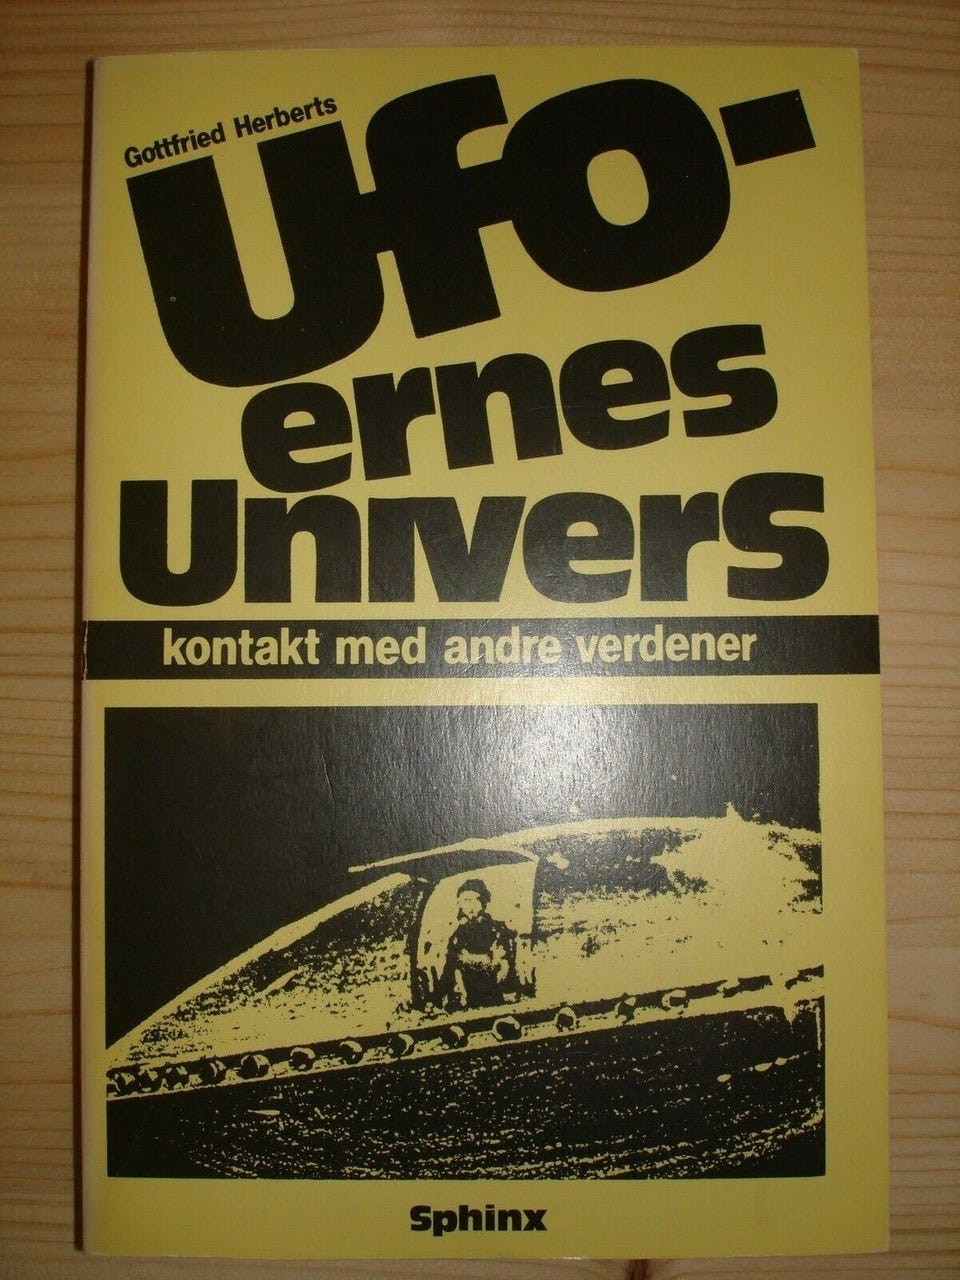 Gottfried Herberts
Ufo-
ernes
univers
kontakt med andre verdener
Sphinx